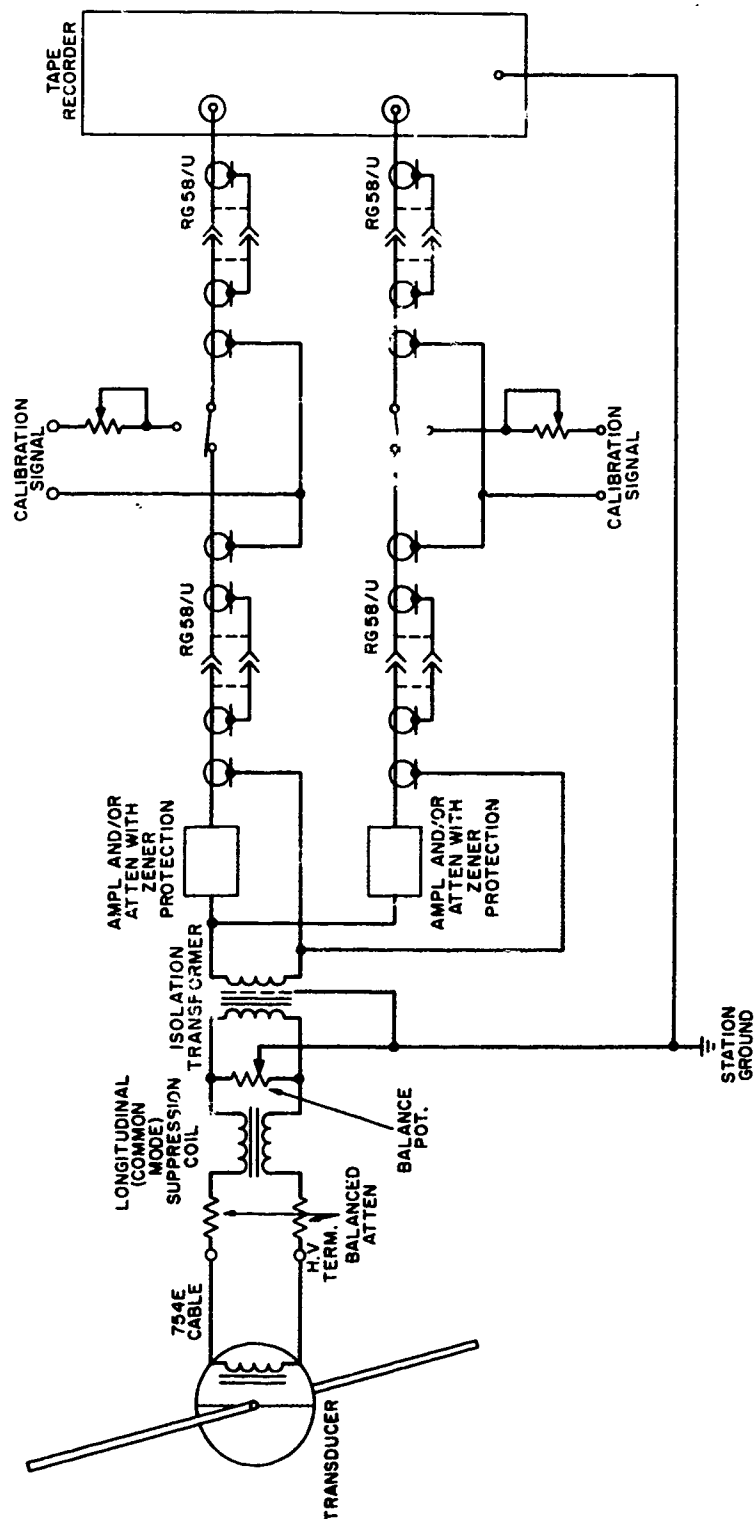 TRANSDUCER
754E
CABLE
H.V
TERM.
BALANCED
ATTEN
LONGITUDINAL
(COMMON
MODE)
SUPPRESSION
COIL
BALANCE
POT.
ISOLATION
TRANSFORMER
STATION
GROUND
AMPL AND/OR
ATTEN WITH
ZENER
PROTECTION
AMPL AND/OR
ATTEN WITH
ZENER
PROTECTION
RG58/U
RG58/U
CALIBRATION
SIGNAL
CALIBRATION
SIGNAL
RG58/U
RG58/U
TAPE
RECORDER